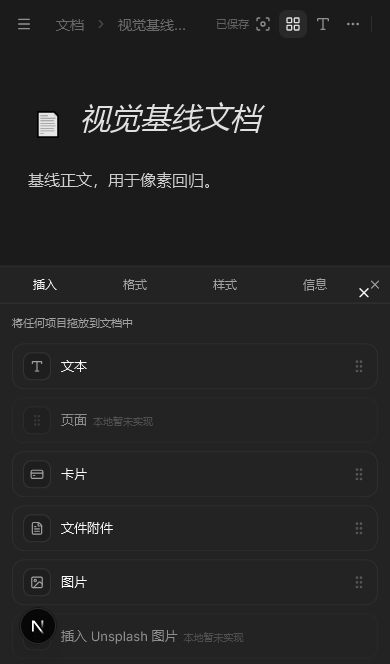 文档 > 视觉基线... 已保存
视觉基线文档
基线正文，用于像素回归。
插入 格式 样式 信息
将任何项目拖放到文档中
文本
页面 本地暂未实现
卡片
文件附件
图片
插入 Unsplash 图片 本地暂未实现
N